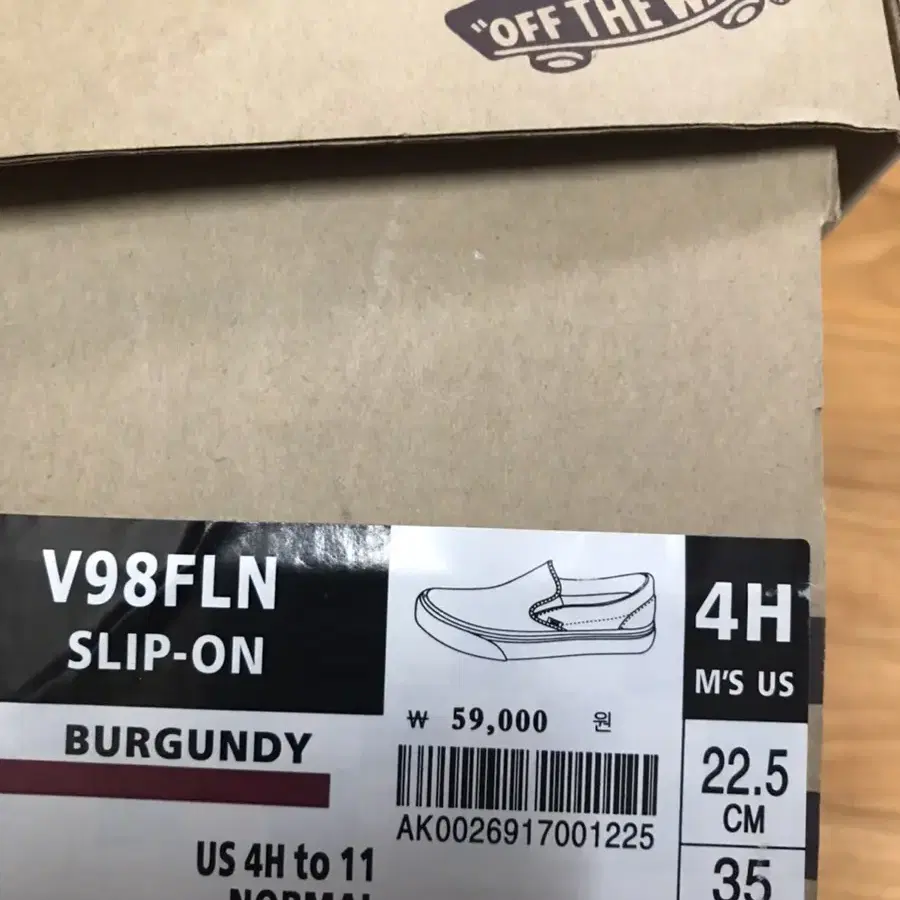 "OFF THE
V98FLN
SLIP-ON
BURGUNDY
US 4H to 11
NORMAL
₩ 59,000 원
AK0026917001225
4H
M'S US
22.5
CM
35